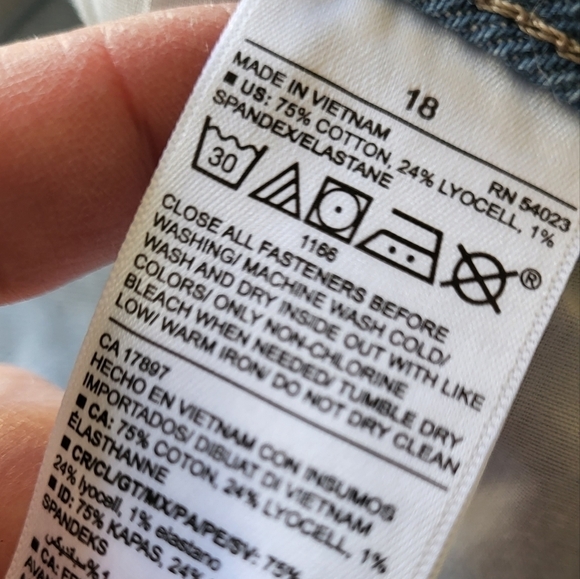 18
MADE IN VIETNAM RN 54023
■ US: 75% COTTON, 24% LYOCELL, 1%
SPANDEX/ELASTANE
30
®
1166
CLOSE ALL FASTENERS BEFORE
WASHING/ MACHINE WASH COLD/
WASH AND DRY INSIDE OUT WITH LIKE
COLORS/ ONLY NON-CHLORINE
BLEACH WHEN NEEDED/ TUMBLE DRY
LOW/ WARM IRON/ DO NOT DRY CLEAN
CA 17897
HECHO EN VIETNAM CON INSUMOS
IMPORTADOS/ DIBUAT DI VIETNAM
■ CA: 75% COTON, 24% LYOCELL, 1%
ÉLASTHANNE
■ CR/CL/GT/MX/PA/PE/SV: 75%
24% lyocell, 1% elastano
■ ID: 75% KAPAS, 24%
SPANDEKS
■ CA: